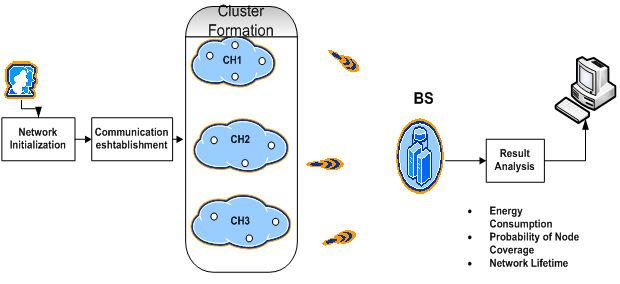 Cluster
Formation
CH1
BS
Network
Initialization
Communication
eshtablishment
CH2
Result
Analysis
CH3
• Energy
Consumption
• Probability of Node
Coverage
• Network Lifetime